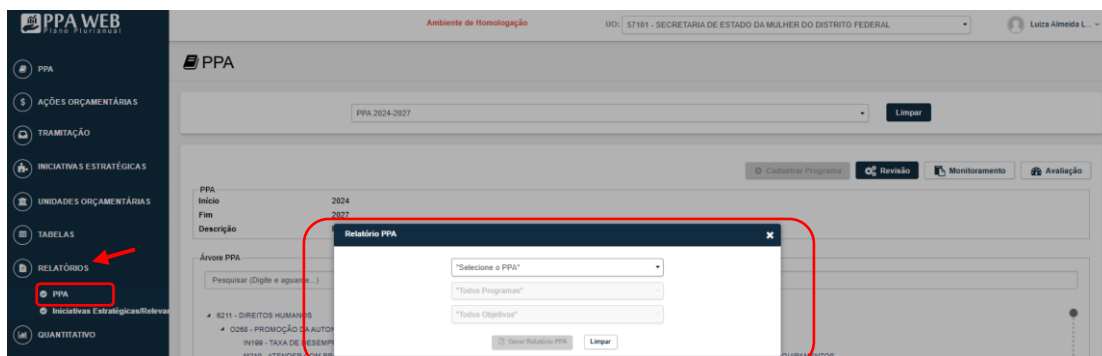 PPA WEB
Plano Plurianual
Ambiente de Homologação
UO: 57101 - SECRETARIA DE ESTADO DA MULHER DO DISTRITO FEDERAL
Luiza Almeida L...
PPA
PPA
AÇÕES ORÇAMENTÁRIAS
TRAMITAÇÃO
INICIATIVAS ESTRATÉGICAS
UNIDADES ORÇAMENTÁRIAS
TABELAS
RELATÓRIOS
PPA
Iniciativas Estratégicas/Relevan
QUANTITATIVO
PPA 2024-2027
Limpar
Cadastrar Programa
Revisão
Monitoramento
Avaliação
PPA
Início 2024
Fim 2027
Descrição
Árvore PPA
Pesquisar (Digite e aguarde...)
6211 - DIREITOS HUMANOS
O268 - PROMOÇÃO DA AUTON
IN199 - TAXA DE DESEMP
Relatório PPA
"Selecione o PPA"
"Todos Programas"
"Todos Objetivos"
Gerar Relatório PPA
Limpar